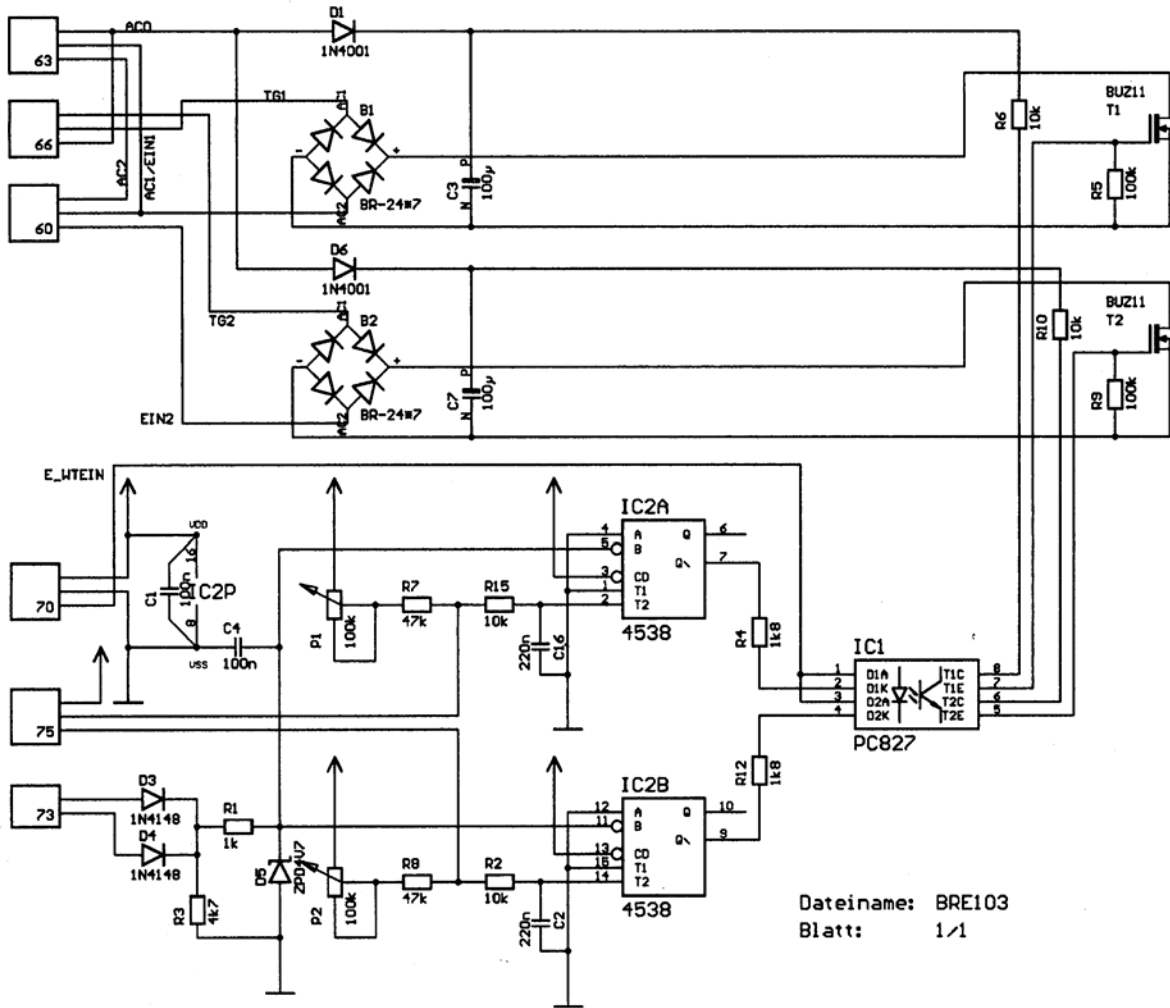 D1
AC0
1N4001
63
TG1
AC1
B1
BUZ11
T1
R6
10k
66
-
+
P
C3
100µ
N
R5
100k
AC2
AC1/EIN1
AC2
BR-24#7
60
D6
1N4001
TG2
AC1
B2
BUZ11
T2
R10
10k
-
+
P
C7
100µ
N
R9
100k
EIN2
AC2
BR-24#7
E_WTEIN
VDD
16
C1
100n
IC2P
8
VSS
70
C4
100n
IC2A
4 A Q 6
5 B
Q\ 7
3 CD
1 T1
2 T2
4538
P1
100k
R7
47k
R15
10k
220n
C16
R4
1k8
IC1
1 D1A T1C 8
2 D1K T1E 7
3 D2A T2C 6
4 D2K T2E 5
PC827
75
R12
1k8
IC2B
12 A Q 10
11 B
Q\ 9
13 CD
15 T1
14 T2
4538
73
D3
1N4148
D4
1N4148
R1
1k
D5
ZPD4V7
R3
4k7
P2
100k
R8
47k
R2
10k
220n
C2
Dateiname: BRE103
Blatt: 1/1